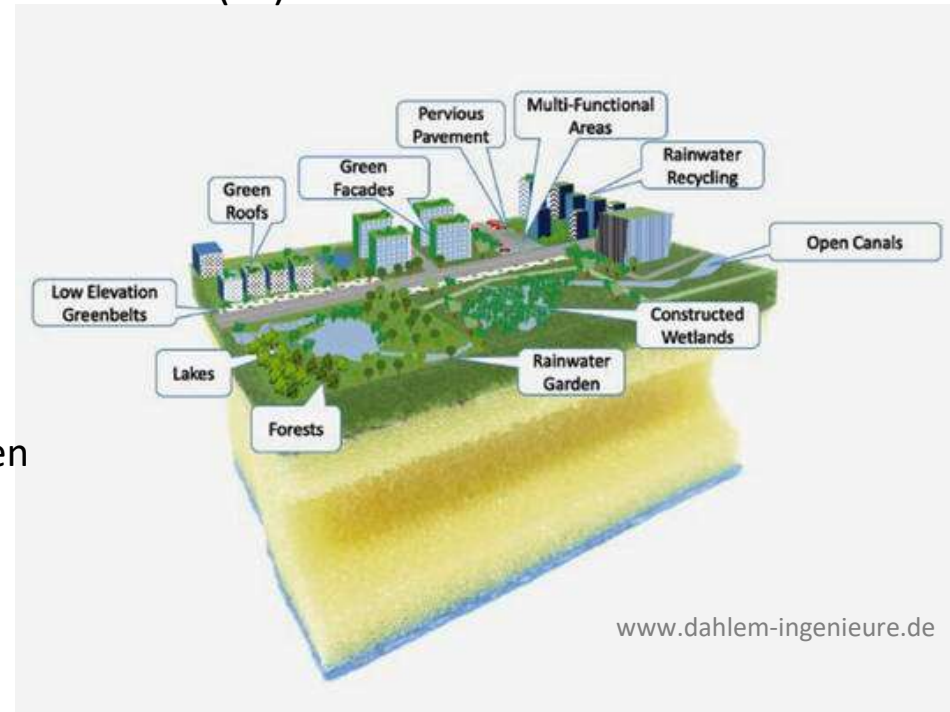 Pervious
Pavement
Multi-Functional
Areas
Green
Facades
Rainwater
Recycling
Green
Roofs
Open Canals
Low Elevation
Greenbelts
Constructed
Wetlands
Lakes
Rainwater
Garden
Forests
en
www.dahlem-ingenieure.de